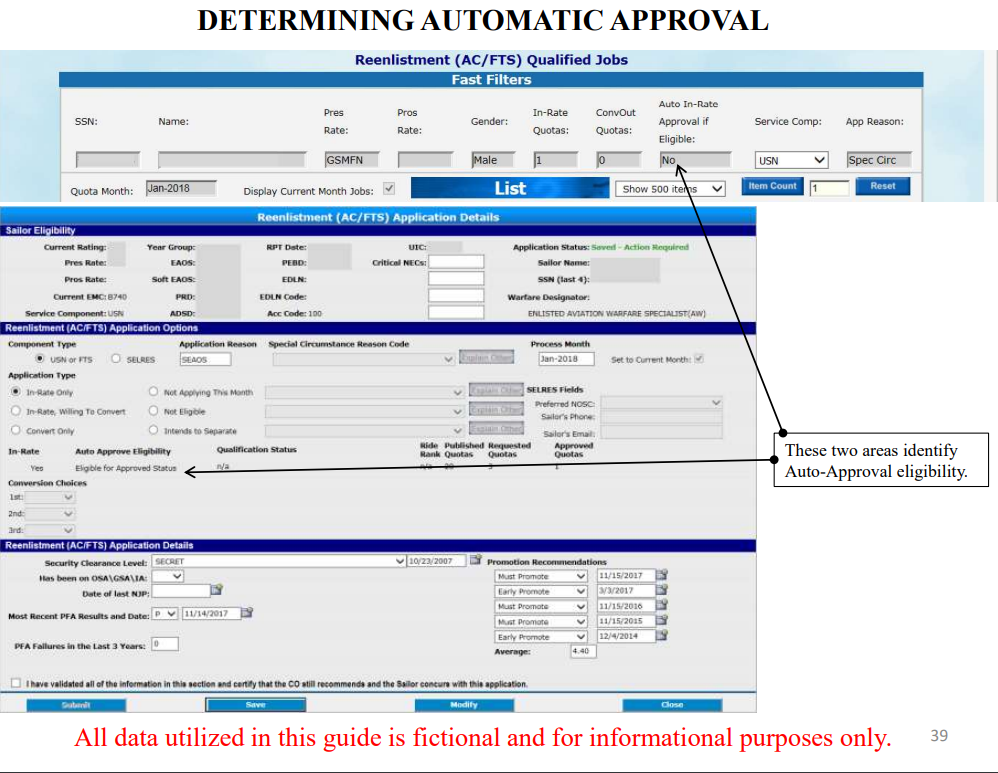 DETERMINING AUTOMATIC APPROVAL
Reenlistment (AC/FTS) Qualified Jobs
Fast Filters
SSN: Name: Pres Rate: Pros Rate: Gender: In-Rate Quotas: ConvOut Quotas: Auto In-Rate Approval if Eligible: Service Comp: App Reason:
GSMFN Male 1 0 No USN Spec Circ
Quota Month: Jan-2018 Display Current Month Jobs: List Show 500 items Item Count 1 Reset
Reenlistment (AC/FTS) Application Details
Sailor Eligibility
Current Rating: Year Group: RPT Date: UIC: Application Status: Saved - Action Required
Pres Rate: EAOS: PEBD: Critical NECs: Sailor Name:
Pros Rate: Soft EAOS: EDLN: SSN (last 4):
Current EMC: B740 PRD: EDLN Code: Warfare Designator:
Service Component: USN ADSD: Acc Code: 100 ENLISTED AVIATION WARFARE SPECIALIST(AW)
Reenlistment (AC/FTS) Application Options
Component Type Application Reason Special Circumstance Reason Code Process Month
USN or FTS SELRES SEAOS Explain Other Jan-2018 Set to Current Month:
Application Type
In-Rate Only Not Applying This Month Explain Other SELRES Fields
Preferred NOSC:
In-Rate, Willing To Convert Not Eligible Explain Other Sailor's Phone:
Convert Only Intends to Separate Explain Other Sailor's Email:
In-Rate Auto Approve Eligibility Qualification Status Ride Rank Published Quotas Requested Quotas Approved Quotas
Yes Eligible for Approved Status n/a n/a 20 3 1
Conversion Choices
1st:
2nd:
3rd:
These two areas identify
Auto-Approval eligibility.
Reenlistment (AC/FTS) Application Details
Security Clearance Level: SECRET 10/23/2007 Promotion Recommendations
Has been on OSA\GSA\IA: Must Promote 11/15/2017
Date of last NJP: Early Promote 3/3/2017
Most Recent PFA Results and Date: P 11/14/2017 Must Promote 11/15/2016
Must Promote 11/15/2015
PFA Failures in the Last 3 Years: 0 Early Promote 12/4/2014
Average: 4.40
I have validated all of the information in this section and certify that the CO still recommends and the Sailor concurs with this application.
Submit Save Modify Close
All data utilized in this guide is fictional and for informational purposes only.
39